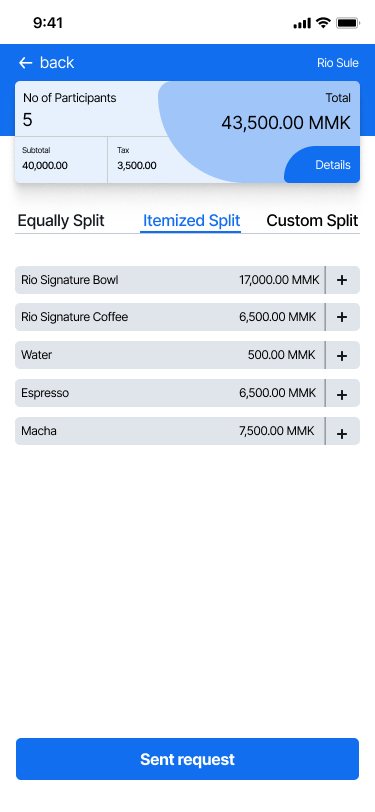 9:41
back
Rio Sule
No of Participants
Total
5
43,500.00 MMK
Subtotal
Tax
40,000.00
3,500.00
Details
Equally Split
Itemized Split
Custom Split
Rio Signature Bowl 17,000.00 MMK +
Rio Signature Coffee 6,500.00 MMK +
Water 500.00 MMK +
Espresso 6,500.00 MMK +
Macha 7,500.00 MMK +
Sent request